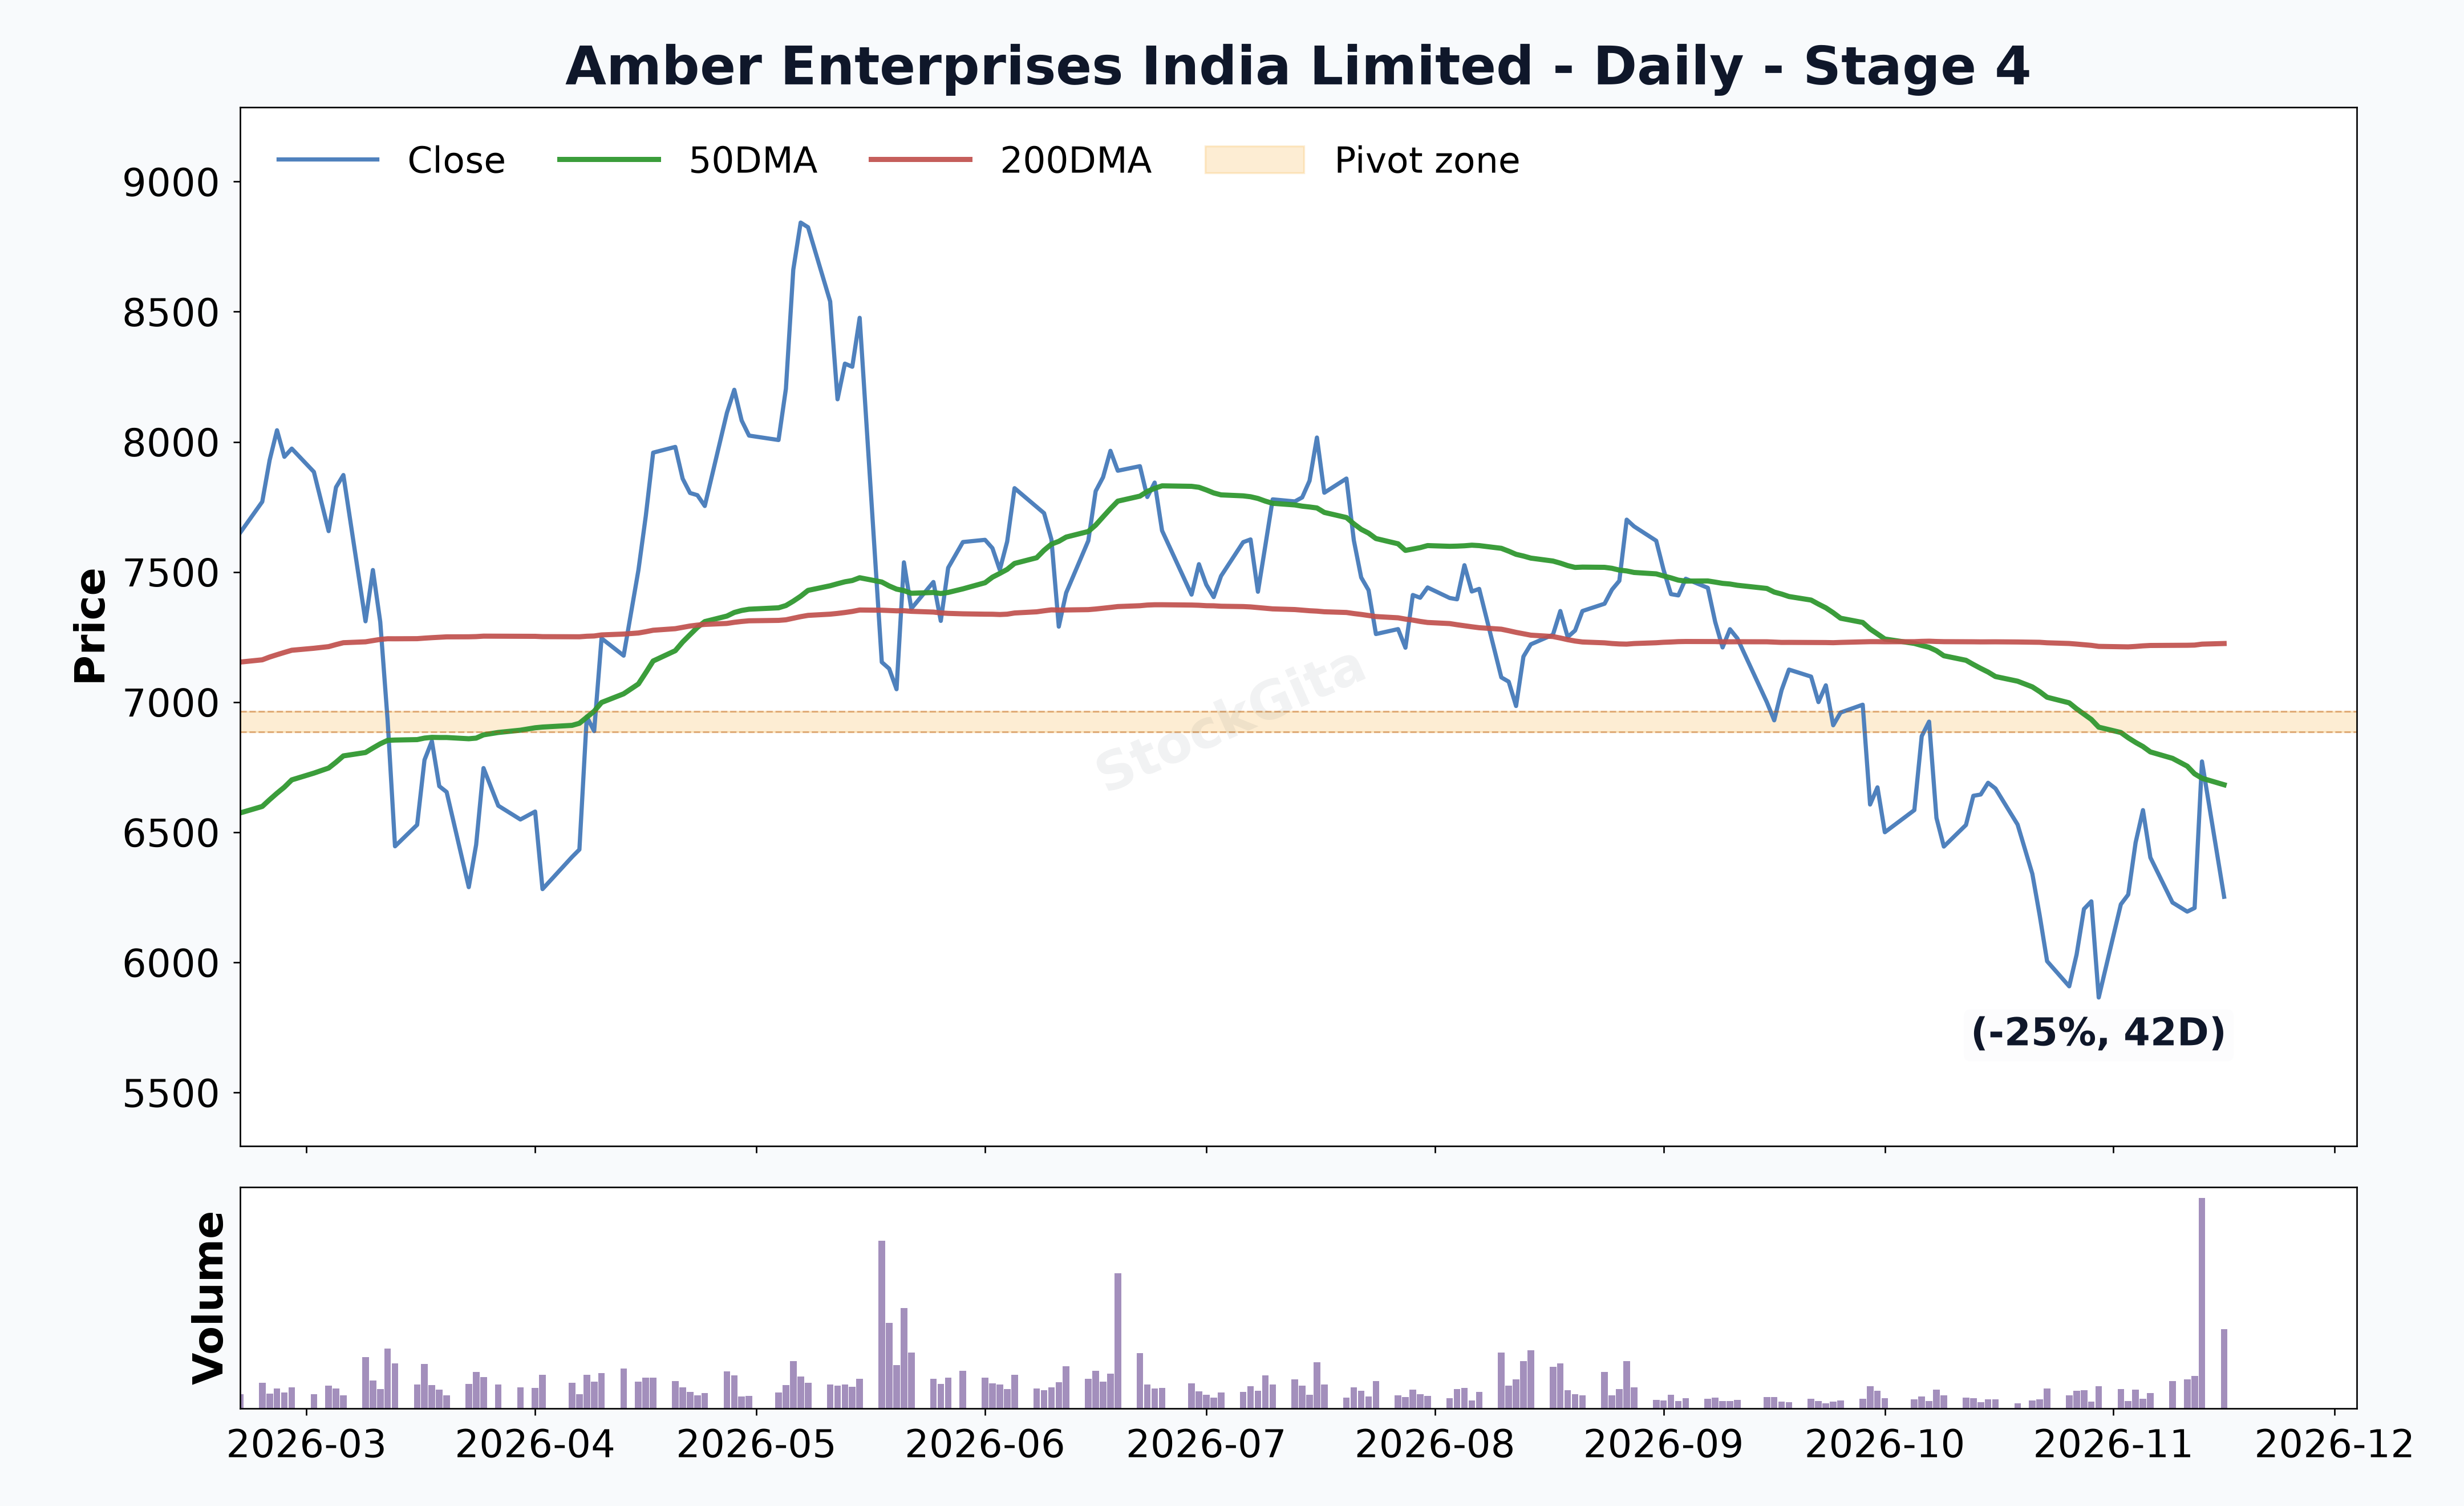 Amber Enterprises India Limited - Daily - Stage 4
Close 50DMA 200DMA Pivot zone
Price
9000
8500
8000
7500
7000
6500
6000
5500
StockGita
(-25%, 42D)
Volume
2026-03 2026-04 2026-05 2026-06 2026-07 2026-08 2026-09 2026-10 2026-11 2026-12